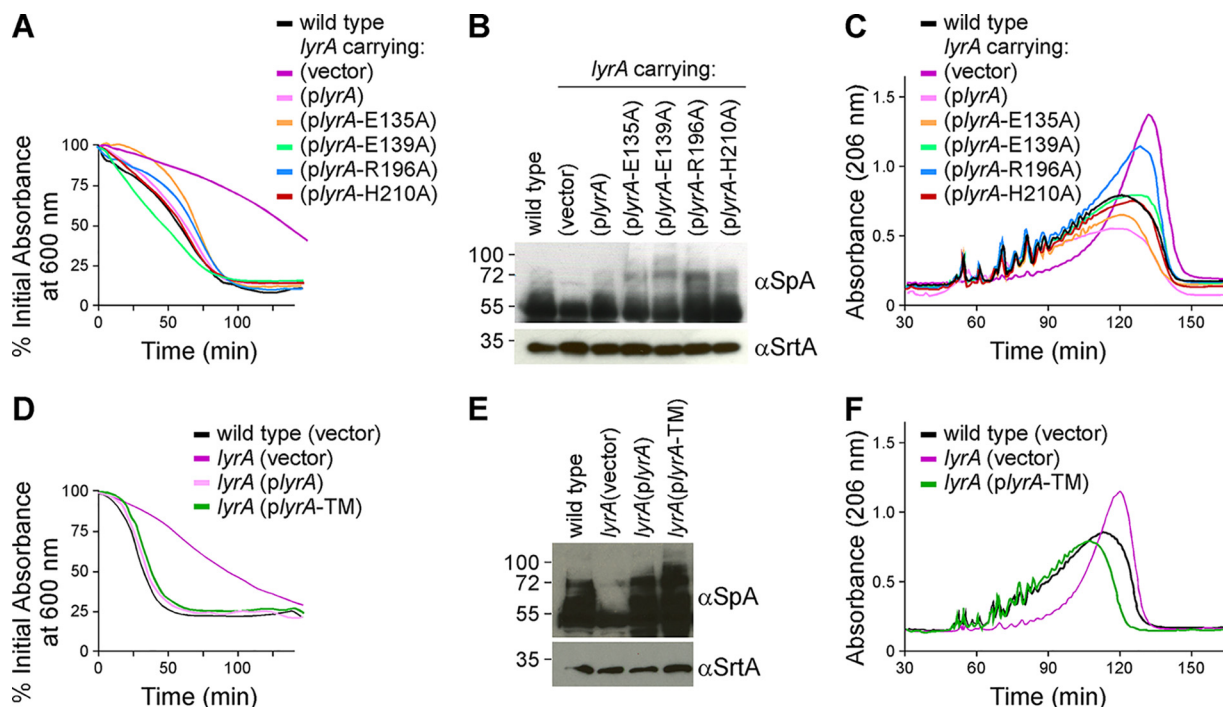 A
wild type
lyrA carrying:
(vector)
(plyrA)
(plyrA-E135A)
(plyrA-E139A)
(plyrA-R196A)
(plyrA-H210A)
% Initial Absorbance
at 600 nm
100
75
50
25
0
0
50
100
Time (min)
B
lyrA carrying:
wild type
(vector)
(plyrA)
(plyrA-E135A)
(plyrA-E139A)
(plyrA-R196A)
(plyrA-H210A)
100
72
55
35
αSpA
αSrtA
C
wild type
lyrA carrying:
(vector)
(plyrA)
(plyrA-E135A)
(plyrA-E139A)
(plyrA-R196A)
(plyrA-H210A)
Absorbance (206 nm)
1.5
1.0
0.5
0
30
60
90
120
150
Time (min)
D
wild type (vector)
lyrA (vector)
lyrA (plyrA)
lyrA (plyrA-TM)
% Initial Absorbance
at 600 nm
100
75
50
25
0
0
50
100
Time (min)
E
wild type
lyrA(vector)
lyrA(plyrA)
lyrA(plyrA-TM)
100
72
55
35
αSpA
αSrtA
F
wild type (vector)
lyrA (vector)
lyrA (plyrA-TM)
Absorbance (206 nm)
1.5
1.0
0.5
0
30
60
90
120
150
Time (min)